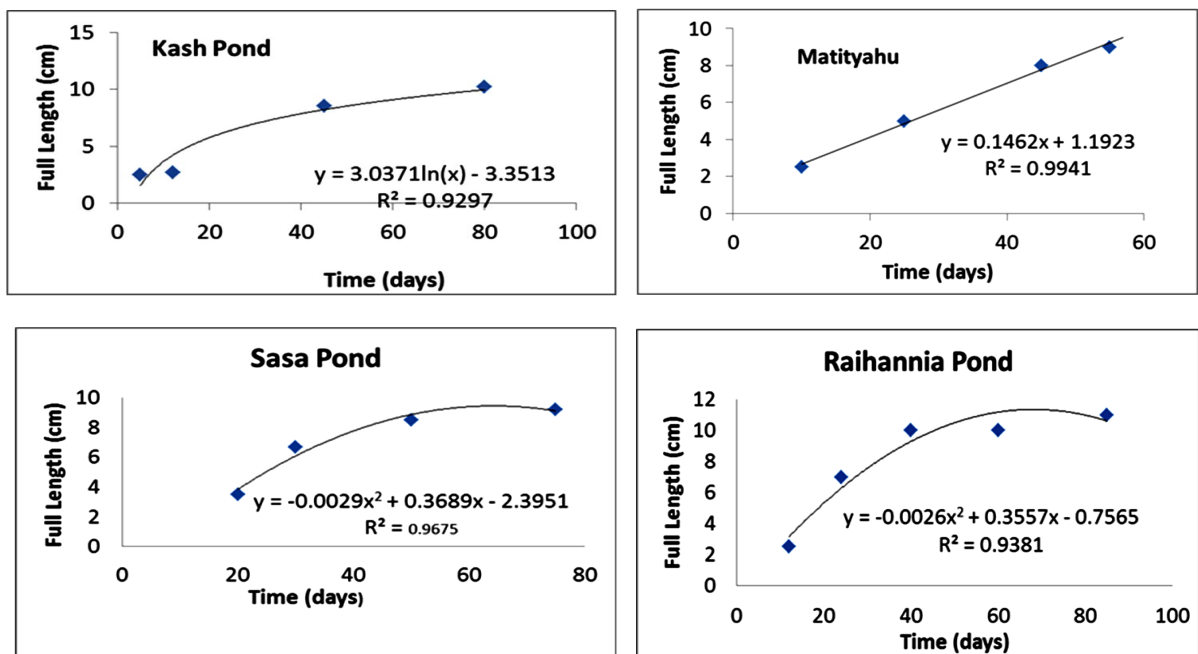 Kash Pond
Full Length (cm)
15
10
5
0
y = 3.0371ln(x) - 3.3513
R² = 0.9297
0 20 40 60 80 100
Time (days)
Matityahu
Full Length (cm)
10
8
6
4
2
0
y = 0.1462x + 1.1923
R² = 0.9941
0 20 40 60
Time (days)
Sasa Pond
Full Length (cm)
10
8
6
4
2
0
y = -0.0029x² + 0.3689x - 2.3951
R² = 0.9675
0 20 40 60 80
Time (days)
Raihannia Pond
Full Length (cm)
12
10
8
6
4
2
0
y = -0.0026x² + 0.3557x - 0.7565
R² = 0.9381
0 20 40 60 80 100
Time (days)